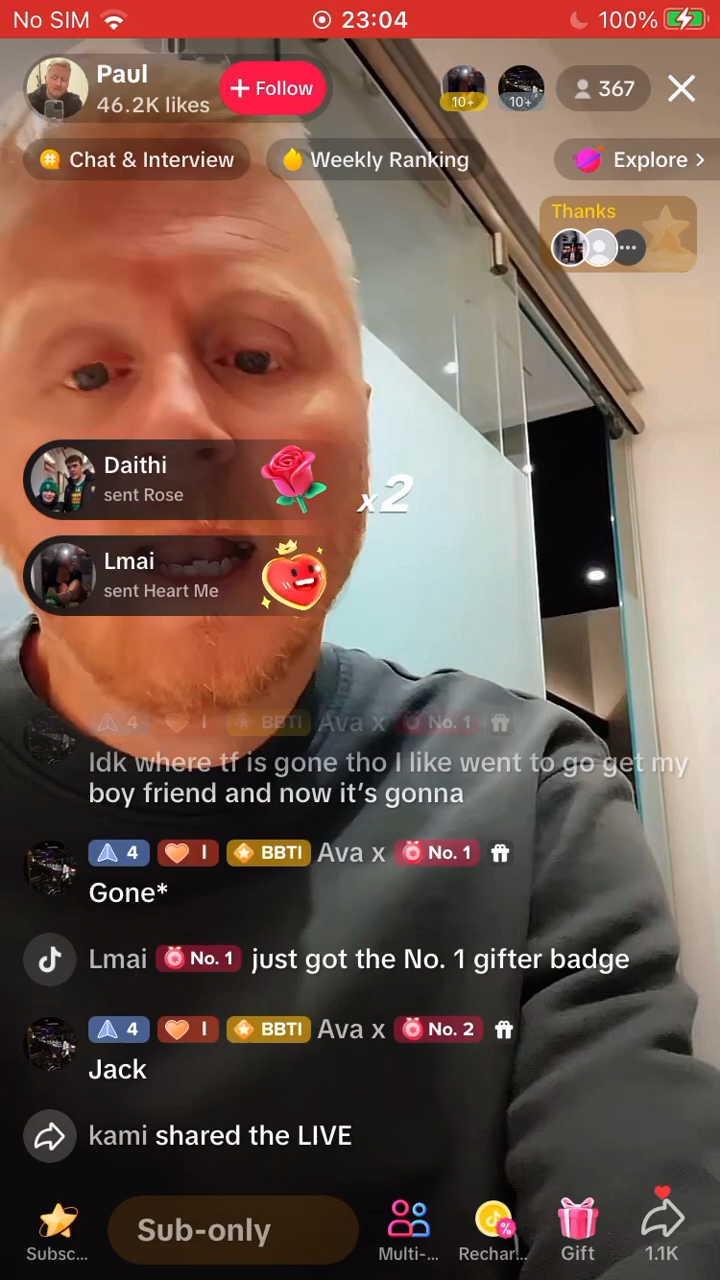 No SIM 23:04 100%
Paul
46.2K likes
+ Follow
10+ 10+ 367
Chat & Interview Weekly Ranking Explore >
Thanks
Daithi
sent Rose
x2
Lmai
sent Heart Me
4 I BBTI Ava x No. 1
Idk where tf is gone tho I like went to go get my
boy friend and now it’s gonna
4 I BBTI Ava x No. 1
Gone*
Lmai No. 1 just got the No. 1 gifter badge
4 I BBTI Ava x No. 2
Jack
kami shared the LIVE
Sub-only
Subsc... Multi-... Rechar... Gift 1.1K